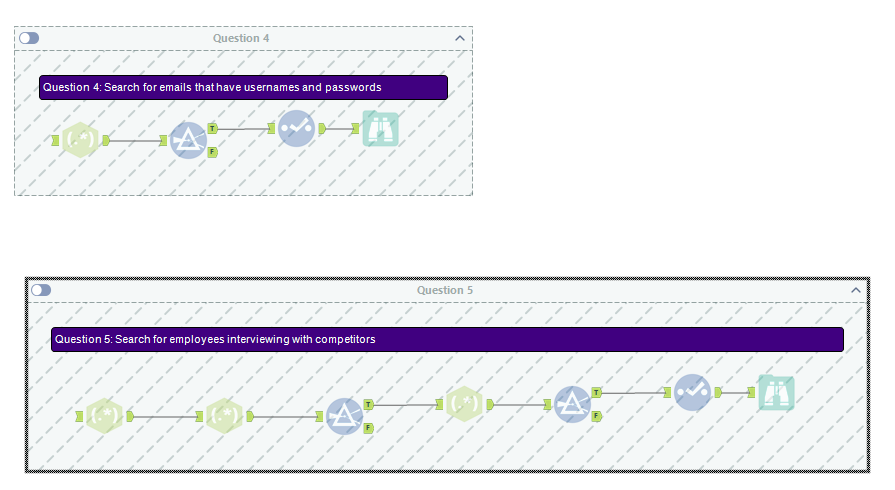 Question 4
Question 4: Search for emails that have usernames and passwords
(.*)
T
F
Question 5
Question 5: Search for employees interviewing with competitors
(.*)
(.*)
T
F
(.*)
T
F